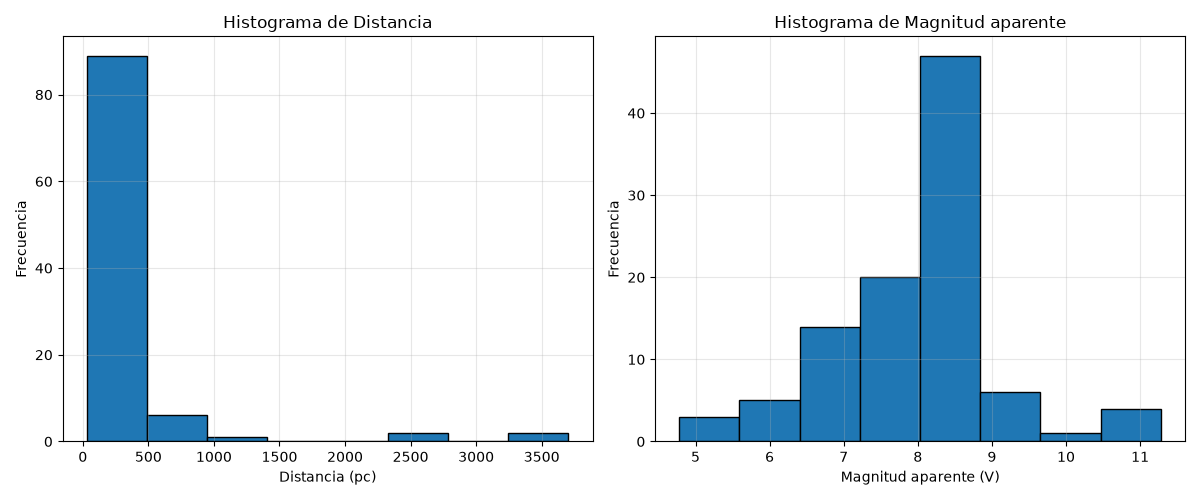 Histograma de Distancia
Frecuencia
80
60
40
20
0
0 500 1000 1500 2000 2500 3000 3500
Distancia (pc)
Histograma de Magnitud aparente
Frecuencia
40
30
20
10
0
5 6 7 8 9 10 11
Magnitud aparente (V)